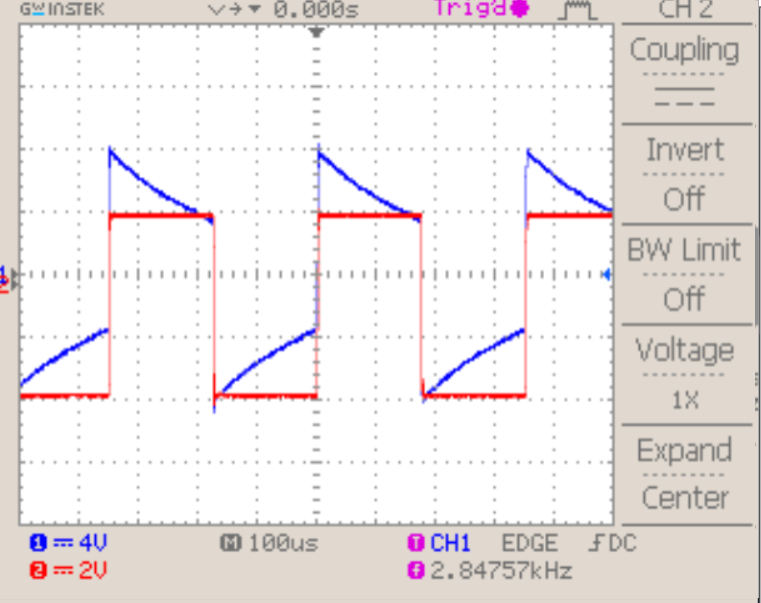 GWINSTEK 0.000s Trig'd CH 2
Coupling
Invert
Off
BW Limit
Off
Voltage
1X
Expand
Center
1 4V M 100us T CH1 EDGE DC
2 2V f 2.84757kHz